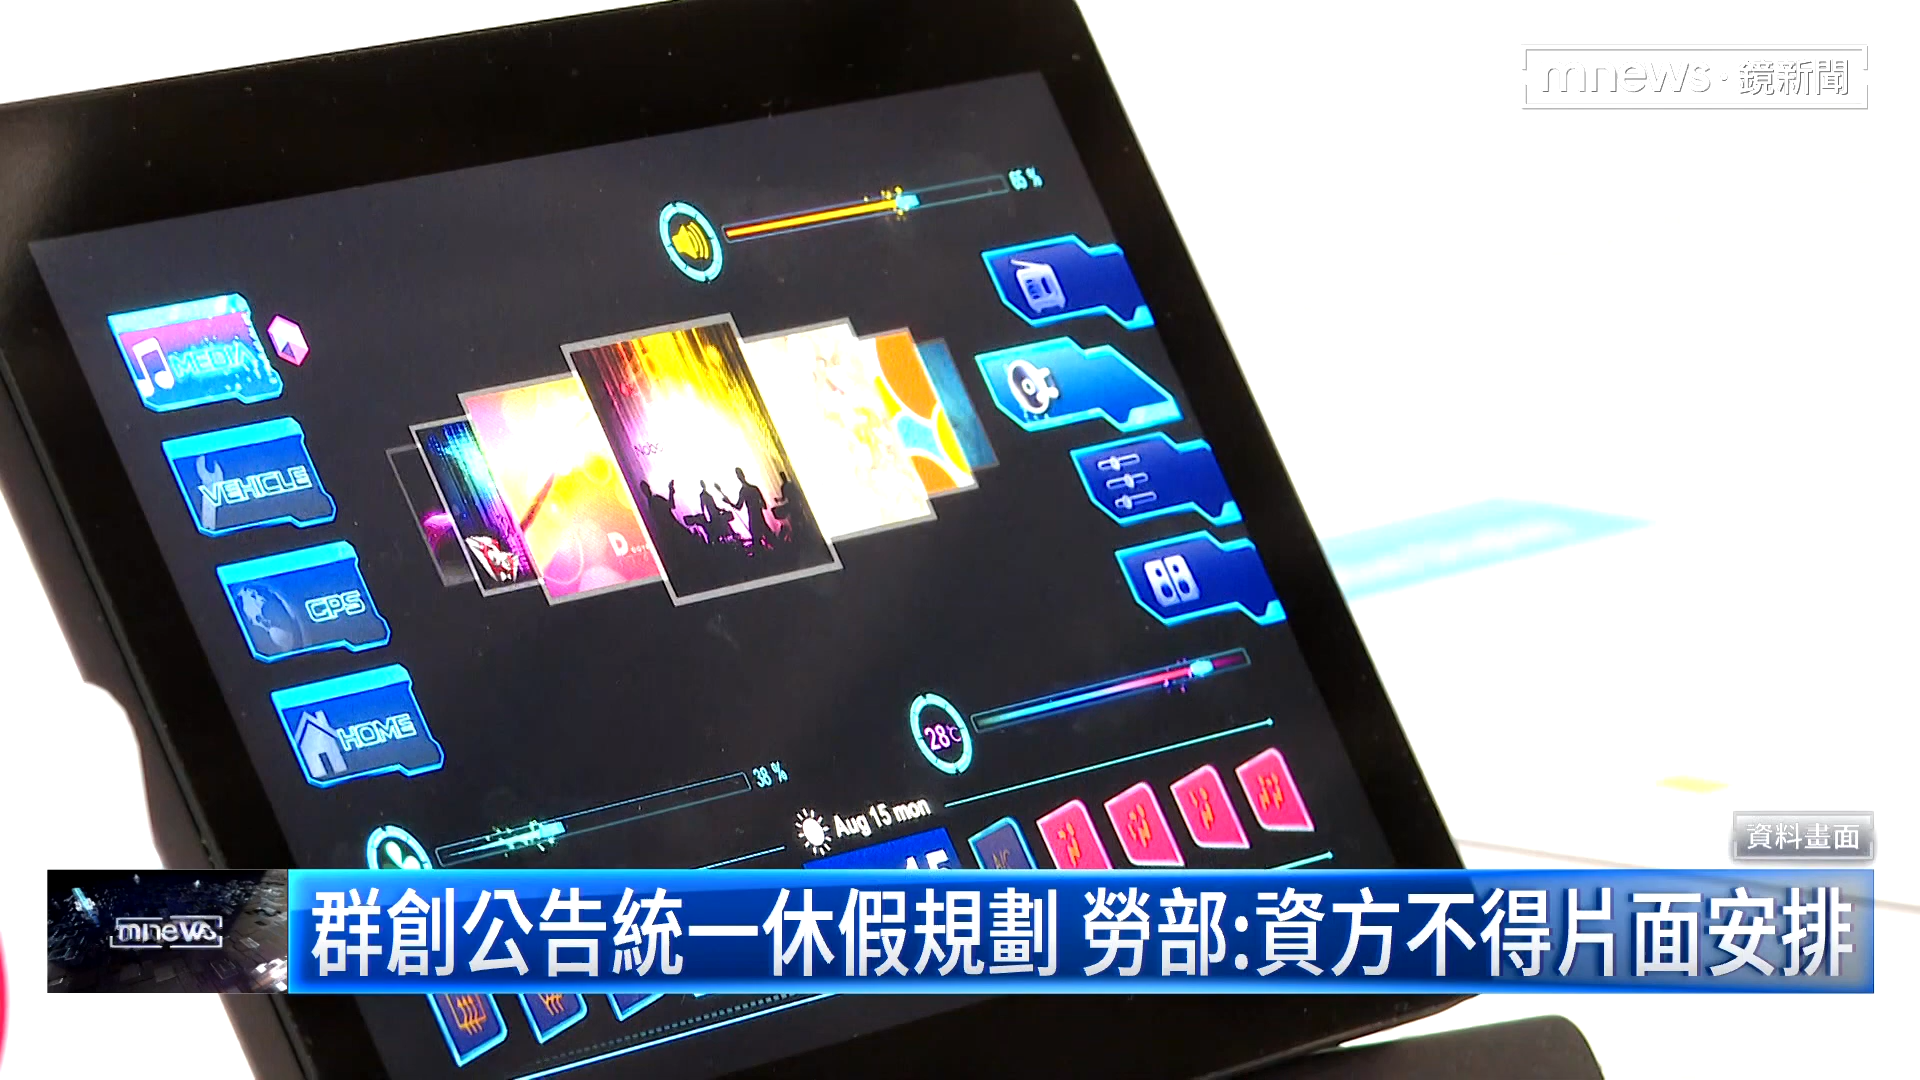 mnews·鏡新聞
65%
MEDIA
VEHICLE
GPS
HOME
28℃
38%
Aug 15 mon
A/C
資料畫面
mnews
群創公告統一休假規劃 勞部:資方不得片面安排